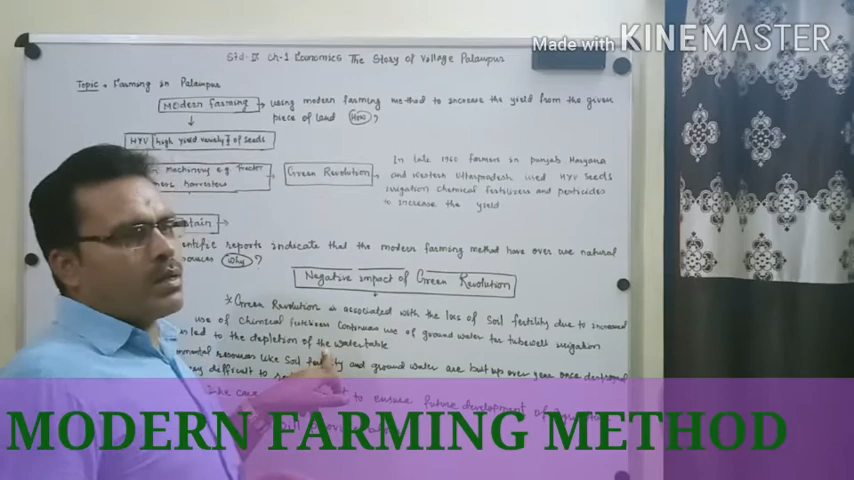 Made with KINEMASTER
Std-IX Ch-1 Economics The Story of Village Palampur
Topic - Farming in Palampur
Modern farming → using modern farming method to increase the yield from the given
piece of land How?
HYV (high yield variety) of seeds
machinery e.g Tractor
harvesters
Green Revolution
In late 1960 farmers in punjab Haryana
and western Uttarpradesh used HYV seeds
irrigation chemical fertilizers and pesticides
to increase the yield
reports indicate that the modern farming method have over use natural
Why?
Negative impact of Green Revolution
* Green Revolution is associated with the loss of soil fertility due to increased
use of chemical fertilizers continuous use of ground water for tubewell irrigation
led to the depletion of the water table
resources like soil fertility and ground water are built up over years once destroyed
very difficult to
take care to ensure future development of
MODERN FARMING METHOD